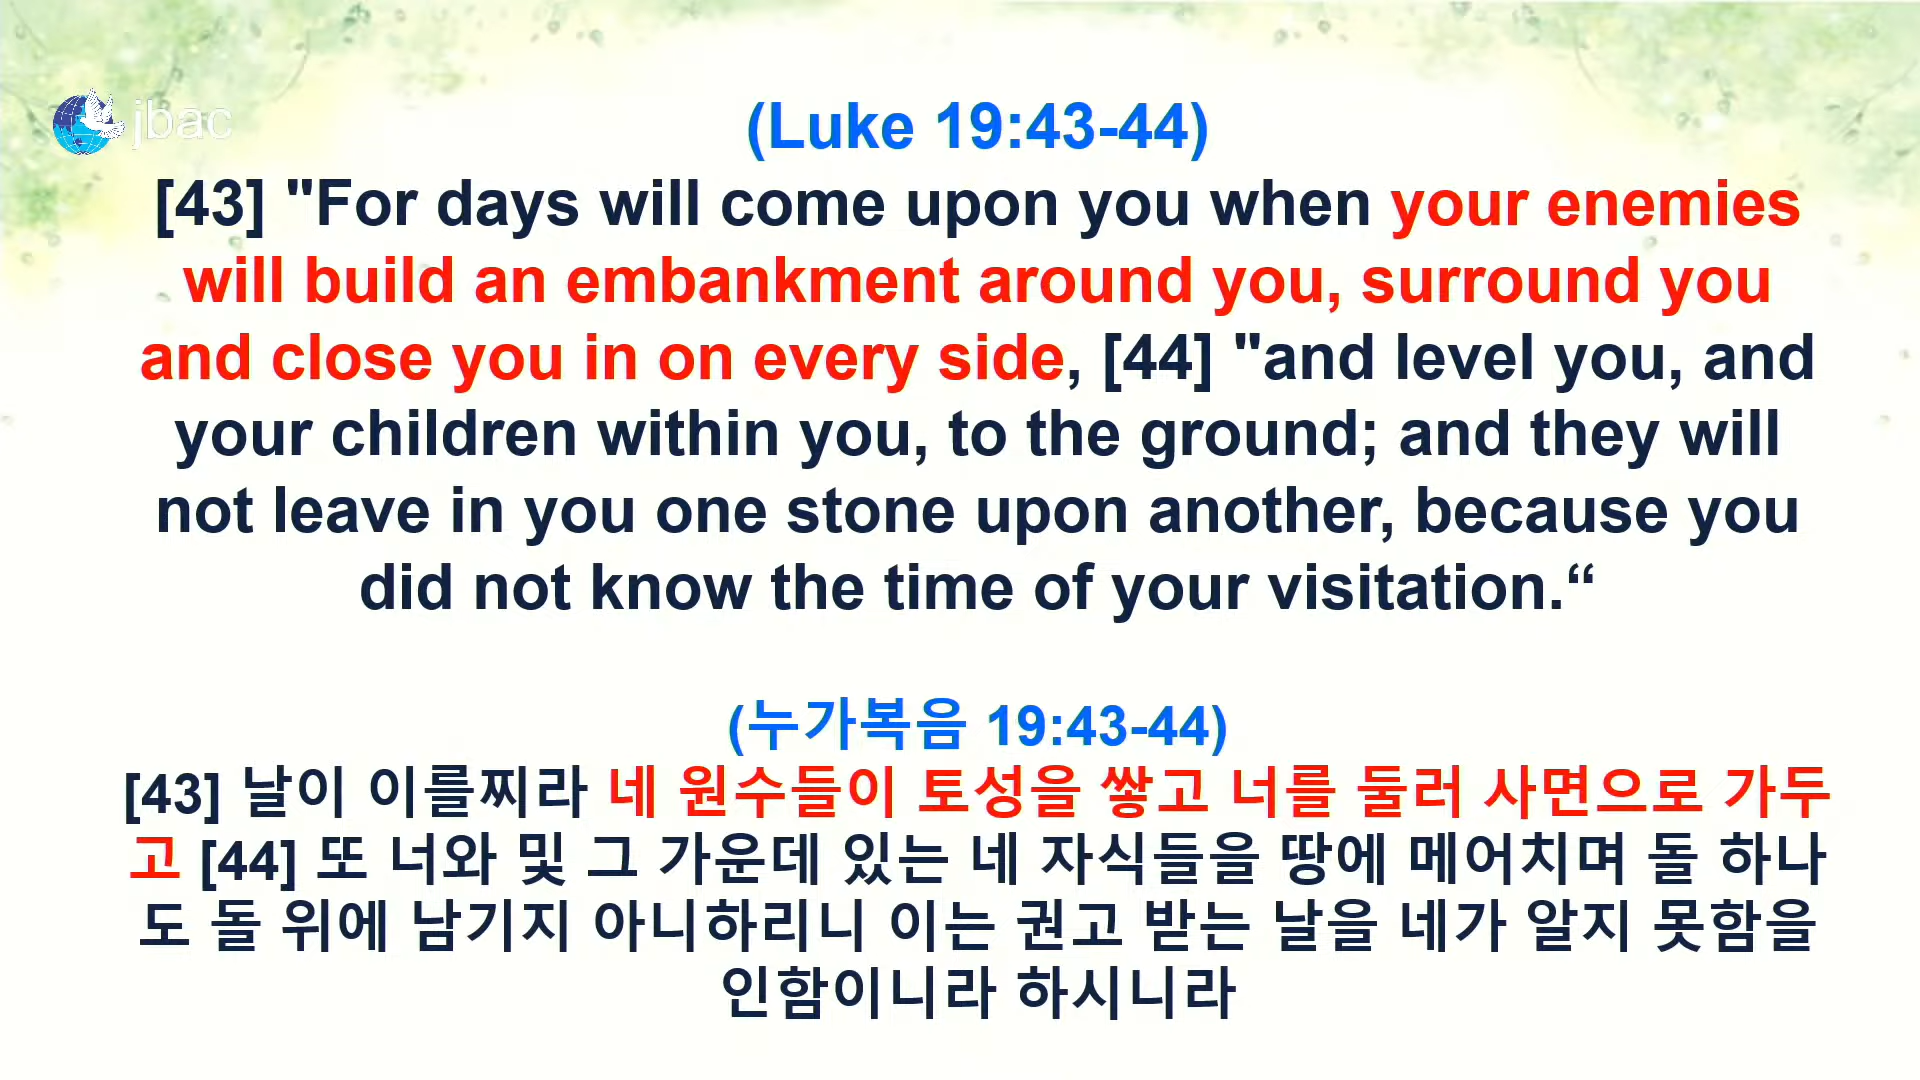 jbac
(Luke 19:43-44)
[43] "For days will come upon you when your enemies
will build an embankment around you, surround you
and close you in on every side, [44] "and level you, and
your children within you, to the ground; and they will
not leave in you one stone upon another, because you
did not know the time of your visitation.“
(누가복음 19:43-44)
[43] 날이 이를찌라 네 원수들이 토성을 쌓고 너를 둘러 사면으로 가두
고 [44] 또 너와 및 그 가운데 있는 네 자식들을 땅에 메어치며 돌 하나
도 돌 위에 남기지 아니하리니 이는 권고 받는 날을 네가 알지 못함을
인함이니라 하시니라